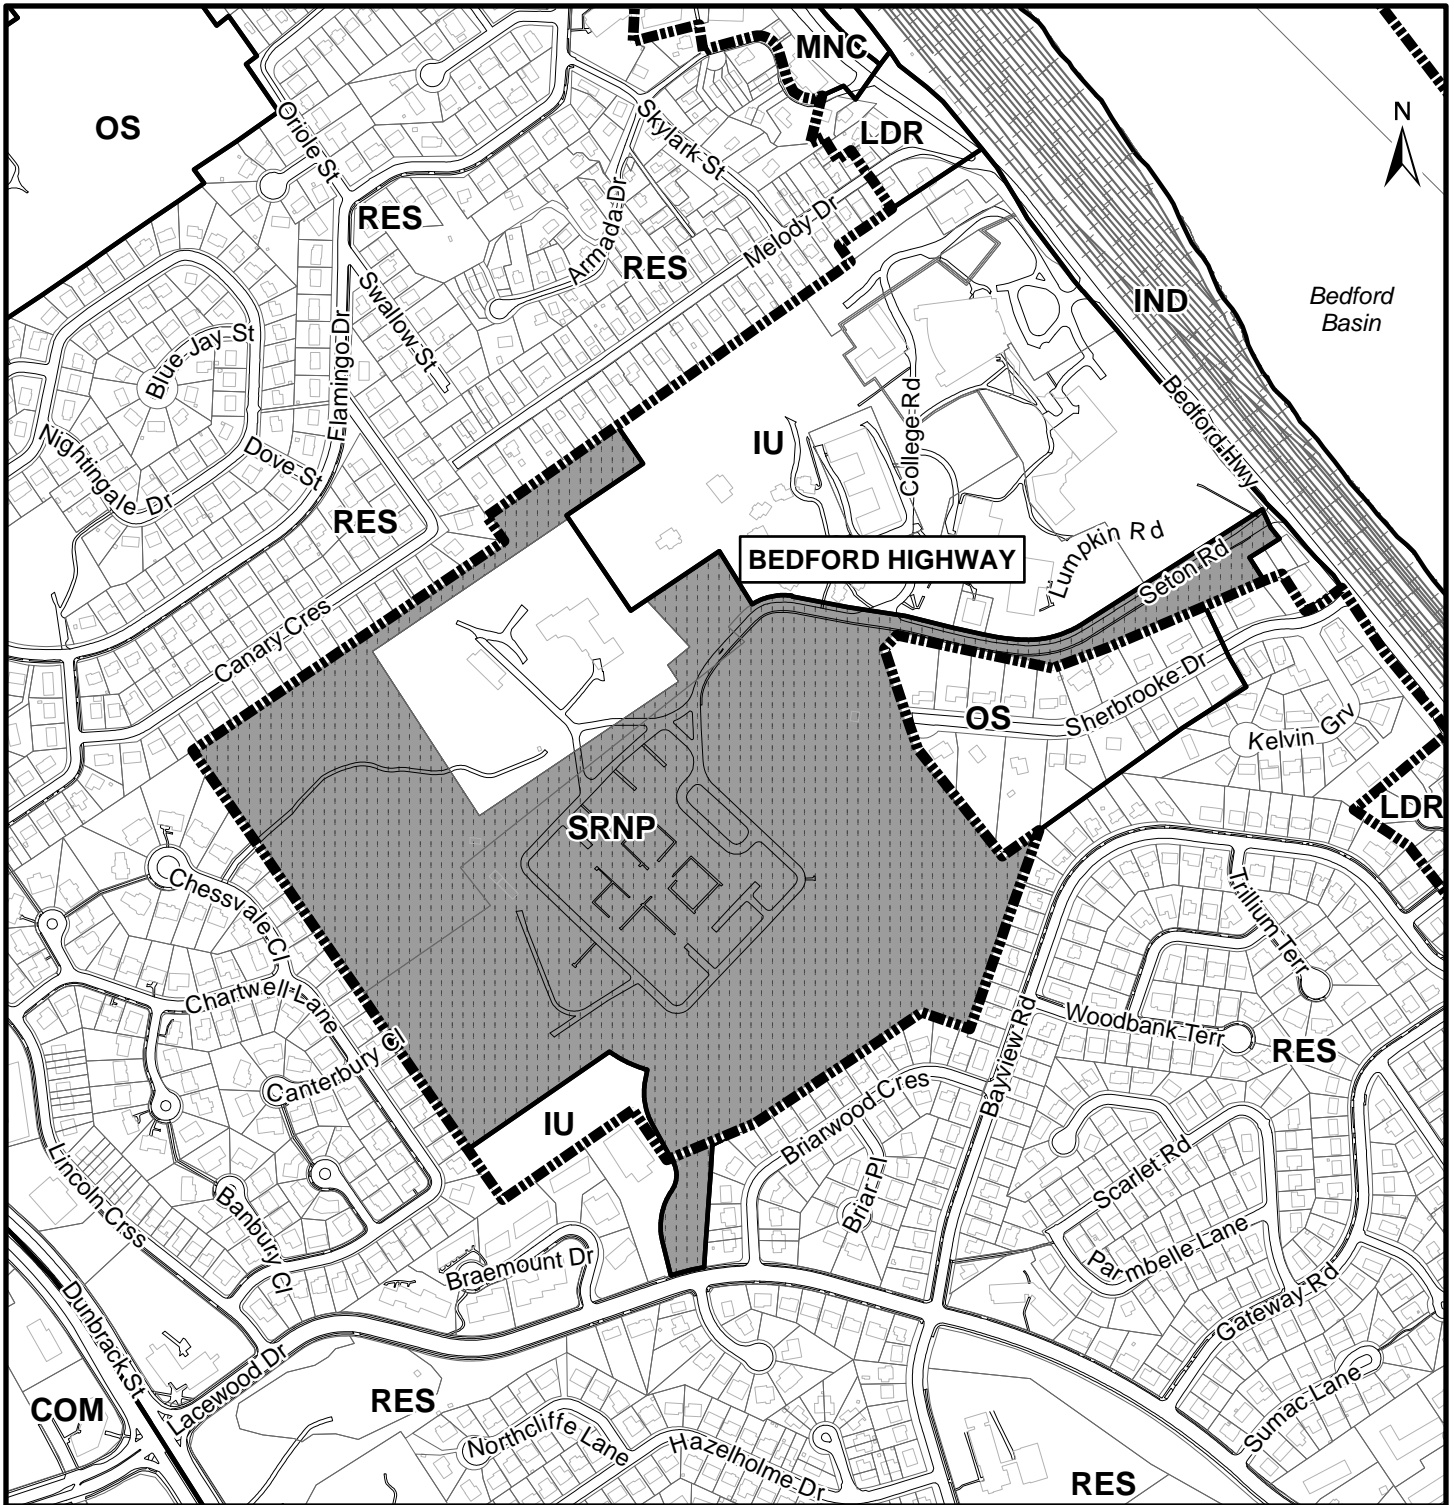 MNC
N
OS
Oriole St
Skylark St
LDR
RES
Armada Dr
RES
Melody Dr
Swallow St
IND
Bedford
Basin
Blue Jay St
Flamingo Dr
Bedford Hwy
College Rd
Nightingale Dr
Dove St
IU
RES
BEDFORD HIGHWAY
Lumpkin Rd
Seton Rd
Canary Cres
OS
Sherbrooke Dr
Kelvin Grv
LDR
SRNP
Chessvale Cl
Trillium Terr
Chartwell Lane
Woodbank Terr
RES
Canterbury Cl
Bayview Rd
IU
Briarwood Cres
Lincoln Crss
Banbury Cl
Briar Pl
Scarlet Rd
Parmbelle Lane
Braemount Dr
Gateway Rd
Dunbrack St
Lacewood Dr
RES
COM
Northcliffe Lane
Hazelholme Dr
Sumac Lane
RES